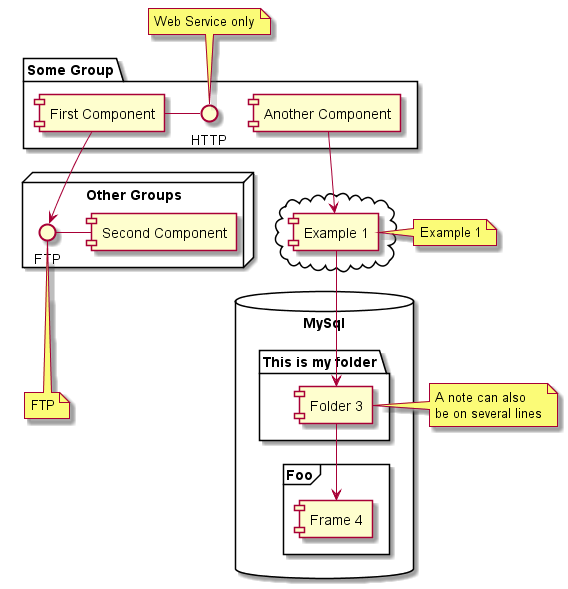 Web Service only
Some Group
First Component
Another Component
HTTP
Other Groups
Second Component
FTP
Example 1
Example 1
MySql
This is my folder
Folder 3
A note can also
be on several lines
FTP
Foo
Frame 4